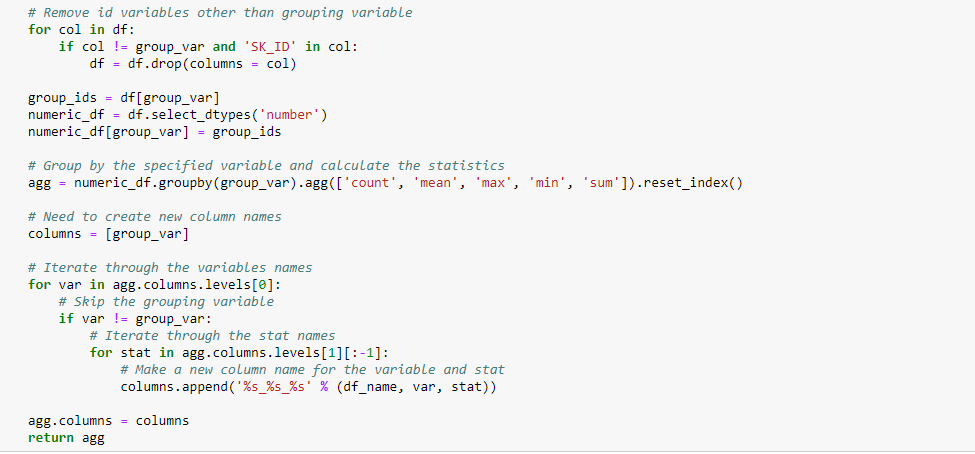 # Remove id variables other than grouping variable
for col in df:
    if col != group_var and 'SK_ID' in col:
        df = df.drop(columns = col)

group_ids = df[group_var]
numeric_df = df.select_dtypes('number')
numeric_df[group_var] = group_ids

# Group by the specified variable and calculate the statistics
agg = numeric_df.groupby(group_var).agg(['count', 'mean', 'max', 'min', 'sum']).reset_index()

# Need to create new column names
columns = [group_var]

# Iterate through the variables names
for var in agg.columns.levels[0]:
    # Skip the grouping variable
    if var != group_var:
        # Iterate through the stat names
        for stat in agg.columns.levels[1][:-1]:
            # Make a new column name for the variable and stat
            columns.append('%s_%s_%s' % (df_name, var, stat))

agg.columns = columns
return agg